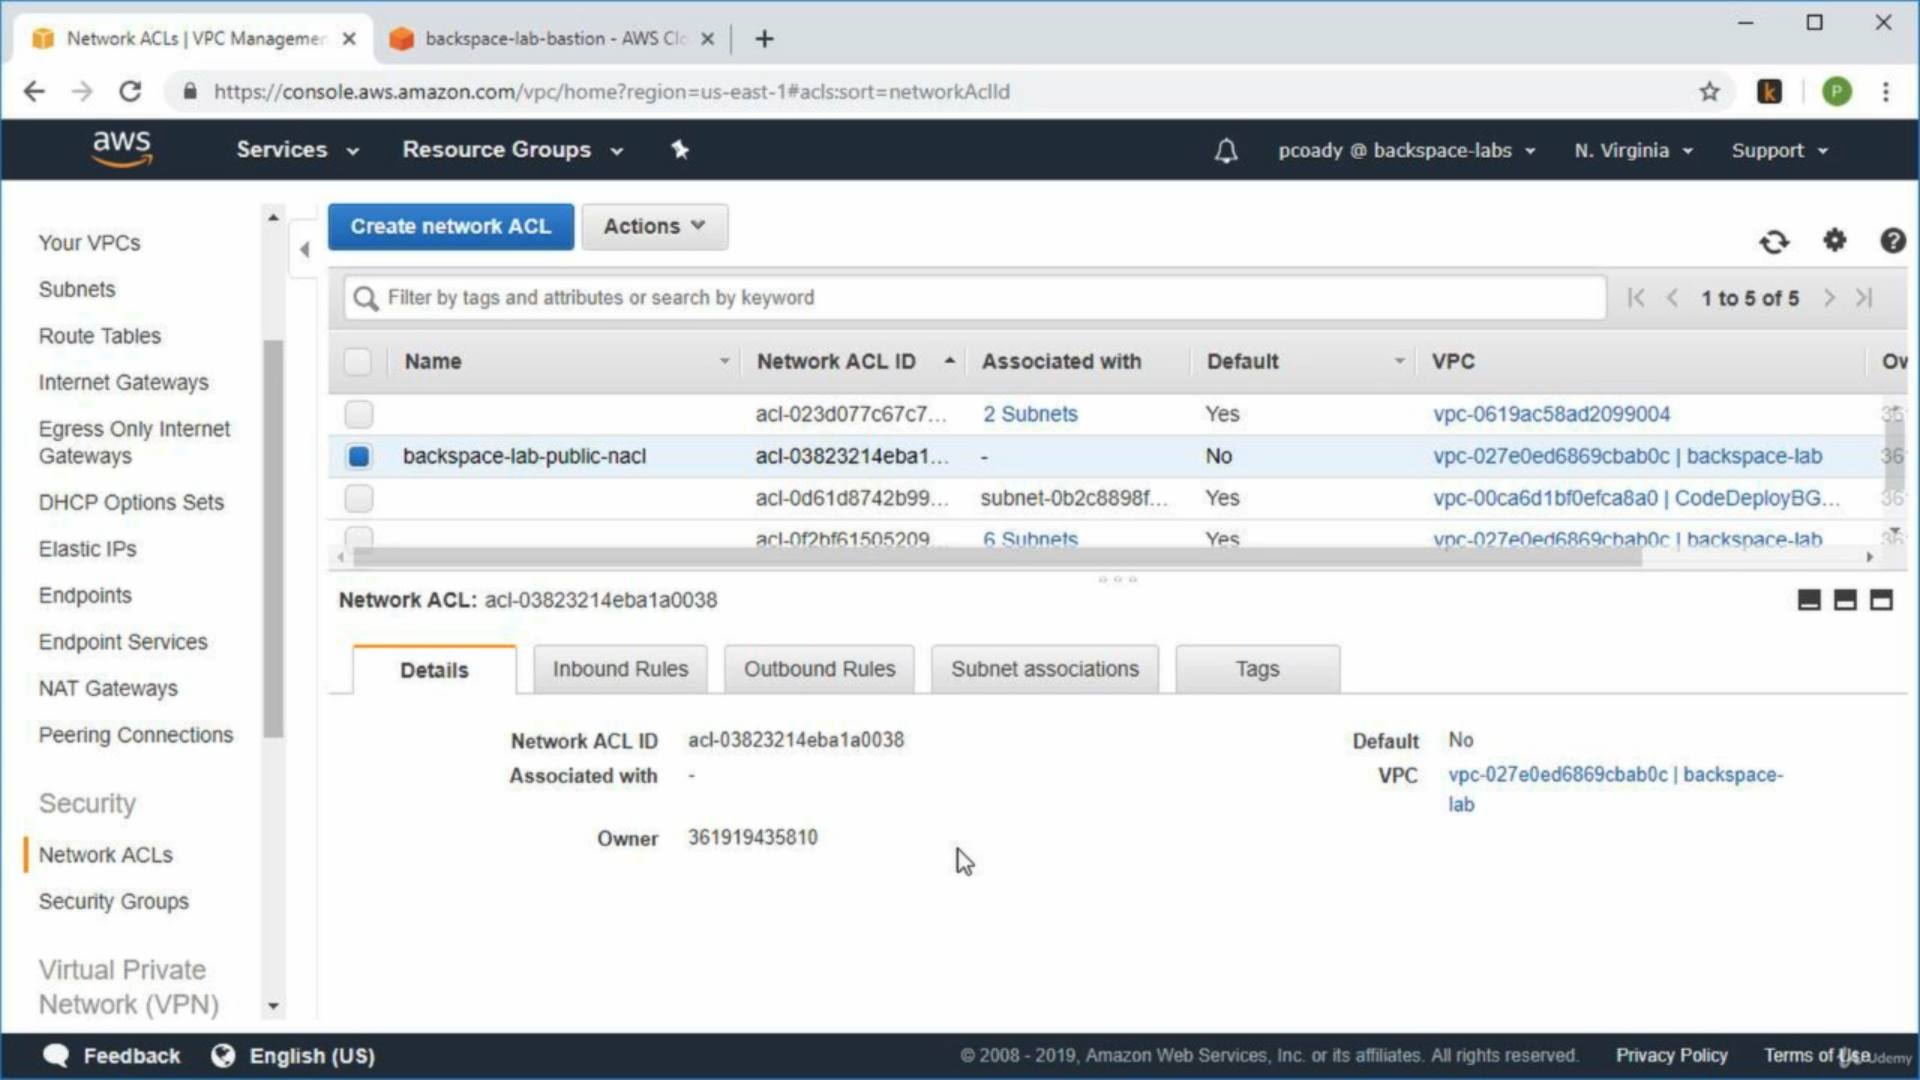 Network ACLs | VPC Managemen
backspace-lab-bastion - AWS Clo
https://console.aws.amazon.com/vpc/home?region=us-east-1#acls:sort=networkAclId
k
P
aws
Services
Resource Groups
pcoady @ backspace-labs
N. Virginia
Support
Your VPCs
Subnets
Route Tables
Internet Gateways
Egress Only Internet
Gateways
DHCP Options Sets
Elastic IPs
Endpoints
Endpoint Services
NAT Gateways
Peering Connections
Security
Network ACLs
Security Groups
Virtual Private
Network (VPN)
Create network ACL
Actions
Filter by tags and attributes or search by keyword
1 to 5 of 5
Name Network ACL ID Associated with Default VPC Ow
acl-023d077c67c7... 2 Subnets Yes vpc-0619ac58ad2099004 36
backspace-lab-public-nacl acl-03823214eba1... - No vpc-027e0ed6869cbab0c | backspace-lab 36
acl-0d61d8742b99... subnet-0b2c8898f... Yes vpc-00ca6d1bf0efca8a0 | CodeDeployBG... 36
acl-0f2bf61505209... 6 Subnets Yes vpc-027e0ed6869cbab0c | backspace-lab 36
Network ACL: acl-03823214eba1a0038
Details
Inbound Rules
Outbound Rules
Subnet associations
Tags
Network ACL ID acl-03823214eba1a0038
Associated with -
Owner 361919435810
Default No
VPC vpc-027e0ed6869cbab0c | backspace-
lab
Feedback
English (US)
© 2008 - 2019, Amazon Web Services, Inc. or its affiliates. All rights reserved.
Privacy Policy
Terms of Use
Udemy